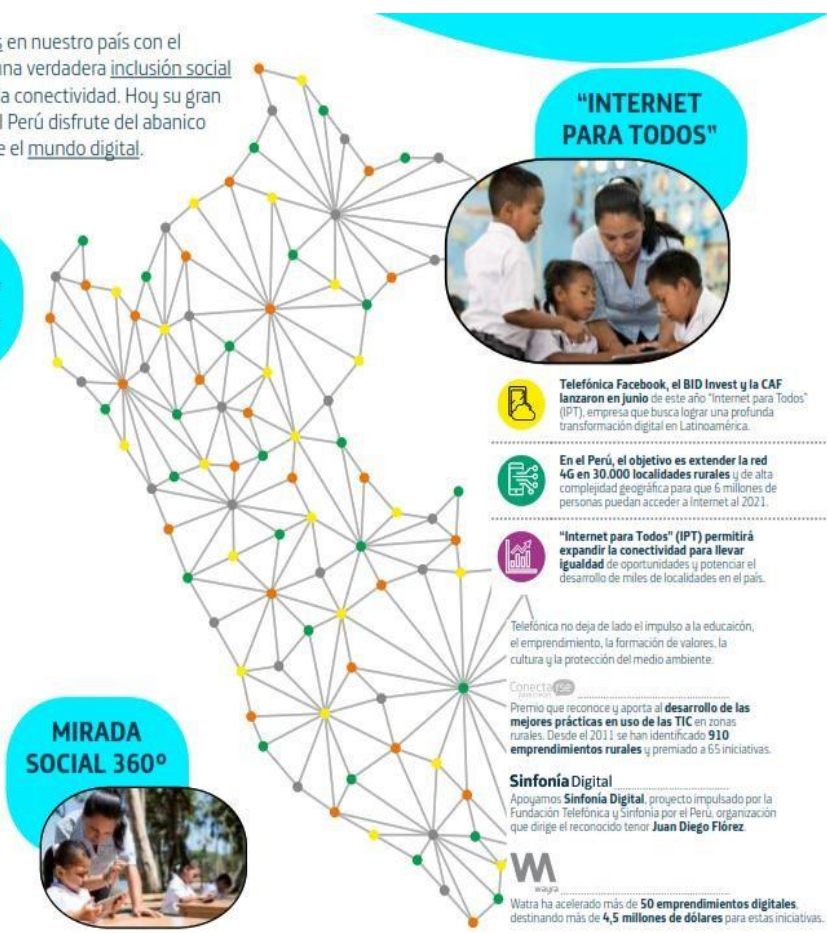 s en nuestro país con el
una verdadera inclusión social
a conectividad. Hoy su gran
l Perú disfrute del abanico
e el mundo digital.
“INTERNET
PARA TODOS”
Telefónica Facebook, el BID Invest y la CAF
lanzaron en junio de este año “Internet para Todos”
(IPT), empresa que busca lograr una profunda
transformación digital en Latinoamérica.
En el Perú, el objetivo es extender la red
4G en 30.000 localidades rurales y de alta
complejidad geográfica para que 6 millones de
personas puedan acceder a Internet al 2021.
“Internet para Todos” (IPT) permitirá
expandir la conectividad para llevar
igualdad de oportunidades y potenciar el
desarrollo de miles de localidades en el país.
Telefónica no deja de lado el impulso a la educaicón,
el emprendimiento, la formación de valores, la
cultura y la protección del medio ambiente.
Conectarse
Premio que reconoce y aporta al desarrollo de las
mejores prácticas en uso de las TIC en zonas
rurales. Desde el 2011 se han identificado 910
emprendimientos rurales y premiado a 65 iniciativas.
MIRADA
SOCIAL 360º
Sinfonía Digital
Apoyamos Sinfonía Digital, proyecto impulsado por la
Fundación Telefónica y Sinfonía por el Perú, organización
que dirige el reconocido tenor Juan Diego Flórez.
wayra
Watra ha acelerado más de 50 emprendimientos digitales,
destinando más de 4,5 millones de dólares para estas iniciativas.